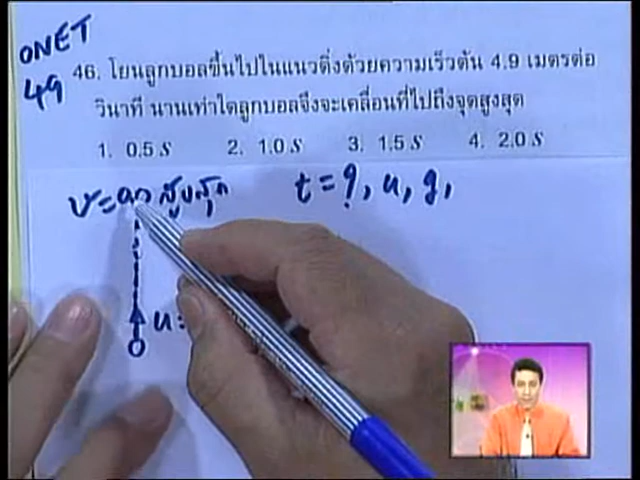 ONET
49
46. โยนลูกบอลขึ้นไปในแนวดิ่งด้วยความเร็วต้น 4.9 เมตรต่อ
วินาที นานเท่าใดลูกบอลจึงจะเคลื่อนที่ไปถึงจุดสูงสุด
1. 0.5 S 2. 1.0 S 3. 1.5 S 4. 2.0 S
v= สูงสุด t = ?, u, g,
u=